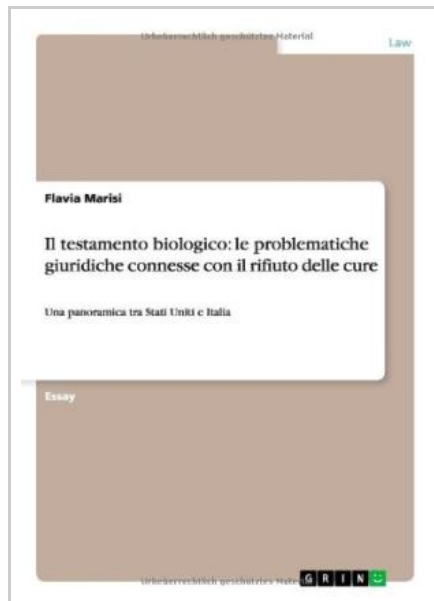 Urheberrechtlich geschütztes Material
Law
Flavia Marisi
Il testamento biologico: le problematiche
giuridiche connesse con il rifiuto delle cure
Una panoramica tra Stati Uniti e Italia
Essay
Urheberrechtlich geschütztes Material
GRIN